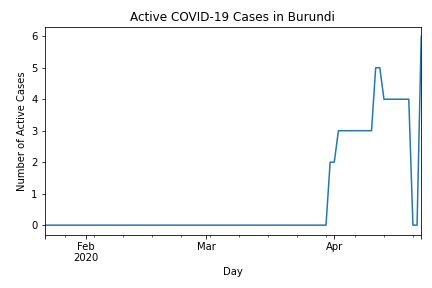 Active COVID-19 Cases in Burundi
6
5
4
3
2
1
0
Number of Active Cases
Feb
2020
Mar
Apr
Day